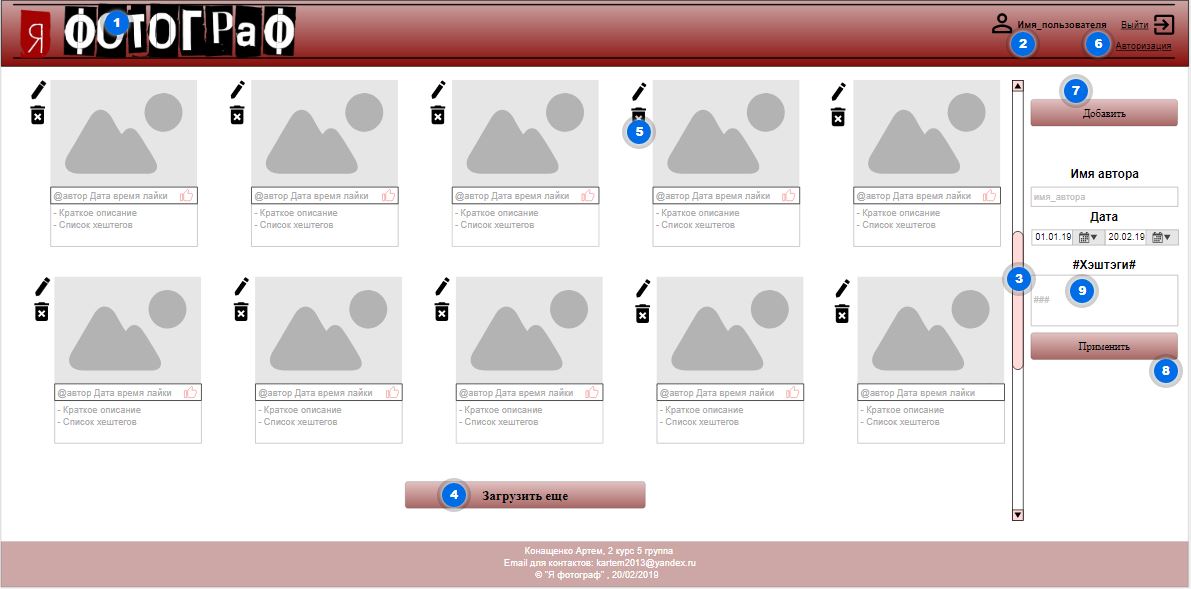 Я ФОТОГРАФ
1
Имя_пользователя
Выйти
2
6
Авторизация
7
Добавить
5
@автор Дата время лайки
@автор Дата время лайки
@автор Дата время лайки
@автор Дата время лайки
@автор Дата время лайки
- Краткое описание
- Список хештегов
- Краткое описание
- Список хештегов
- Краткое описание
- Список хештегов
- Краткое описание
- Список хештегов
- Краткое описание
- Список хештегов
Имя автора
имя_автора
Дата
01.01.19
20.02.19
#Хэштэги#
3
9
###
Применить
8
@автор Дата время лайки
@автор Дата время лайки
@автор Дата время лайки
@автор Дата время лайки
@автор Дата время лайки
- Краткое описание
- Список хештегов
- Краткое описание
- Список хештегов
- Краткое описание
- Список хештегов
- Краткое описание
- Список хештегов
- Краткое описание
- Список хештегов
4
Загрузить еще
Конащенко Артем, 2 курс 5 группа
Email для контактов: kartem2013@yandex.ru
© "Я фотограф" , 20/02/2019